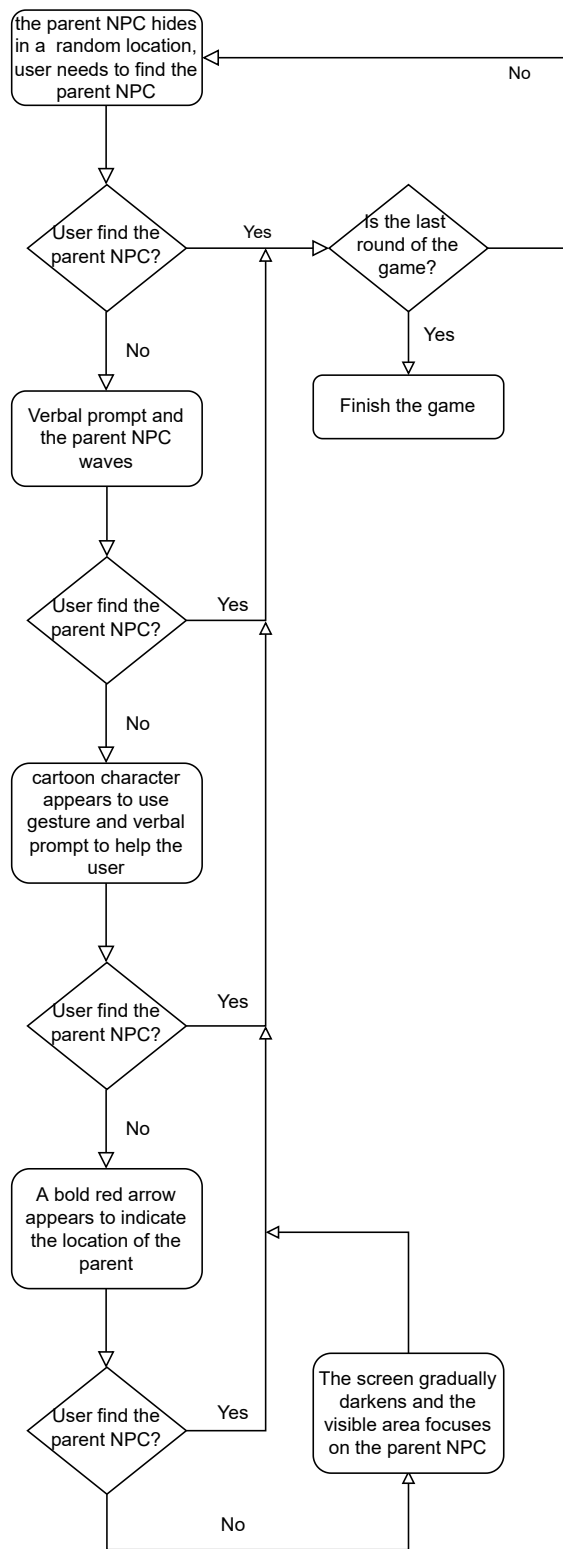 the parent NPC hides
in a random location,
user needs to find the
parent NPC
No
User find the
parent NPC?
Yes
Is the last
round of the
game?
No
Yes
Verbal prompt and
the parent NPC
waves
Finish the game
User find the
parent NPC?
Yes
No
cartoon character
appears to use
gesture and verbal
prompt to help the
user
User find the
parent NPC?
Yes
No
A bold red arrow
appears to indicate
the location of the
parent
User find the
parent NPC?
Yes
The screen gradually
darkens and the
visible area focuses
on the parent NPC
No